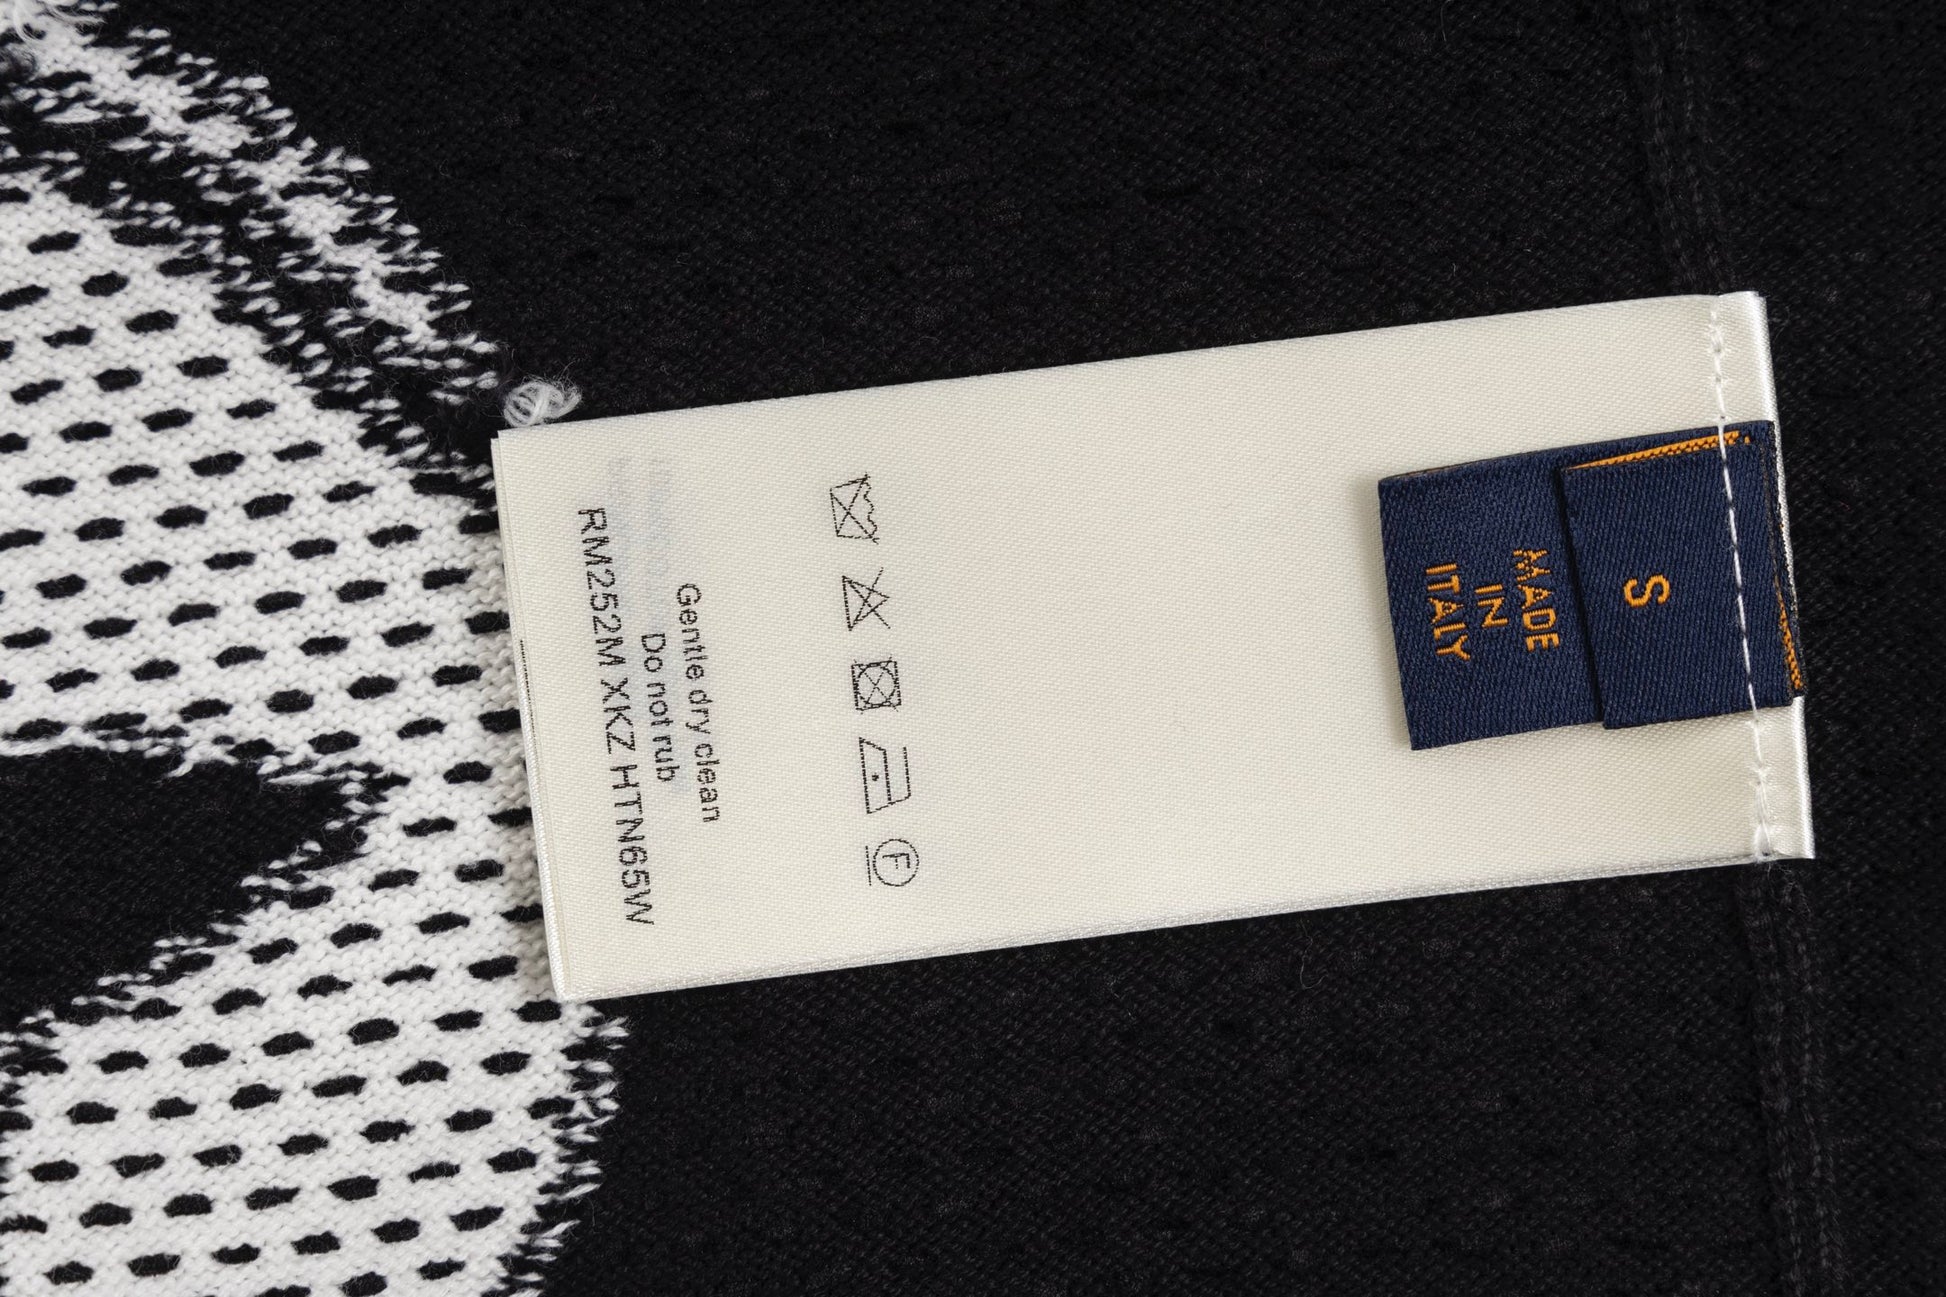 S
MADE
IN
ITALY
Gentle dry clean
Do not rub
RM252M XKZ HTN65W